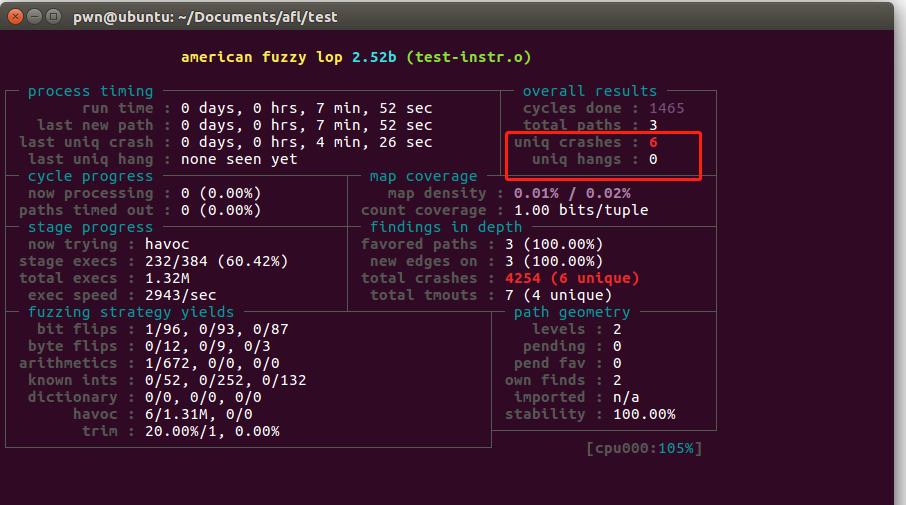 pwn@ubuntu: ~/Documents/afl/test
american fuzzy lop 2.52b (test-instr.o)
process timing overall results
run time : 0 days, 0 hrs, 7 min, 52 sec cycles done : 1465
last new path : 0 days, 0 hrs, 7 min, 52 sec total paths : 3
last uniq crash : 0 days, 0 hrs, 4 min, 26 sec uniq crashes : 6
last uniq hang : none seen yet uniq hangs : 0
cycle progress map coverage
now processing : 0 (0.00%) map density : 0.01% / 0.02%
paths timed out : 0 (0.00%) count coverage : 1.00 bits/tuple
stage progress findings in depth
now trying : havoc favored paths : 3 (100.00%)
stage execs : 232/384 (60.42%) new edges on : 3 (100.00%)
total execs : 1.32M total crashes : 4254 (6 unique)
exec speed : 2943/sec total tmouts : 7 (4 unique)
fuzzing strategy yields path geometry
bit flips : 1/96, 0/93, 0/87 levels : 2
byte flips : 0/12, 0/9, 0/3 pending : 0
arithmetics : 1/672, 0/0, 0/0 pend fav : 0
known ints : 0/52, 0/252, 0/132 own finds : 2
dictionary : 0/0, 0/0, 0/0 imported : n/a
havoc : 6/1.31M, 0/0 stability : 100.00%
trim : 20.00%/1, 0.00%
[cpu000:105%]